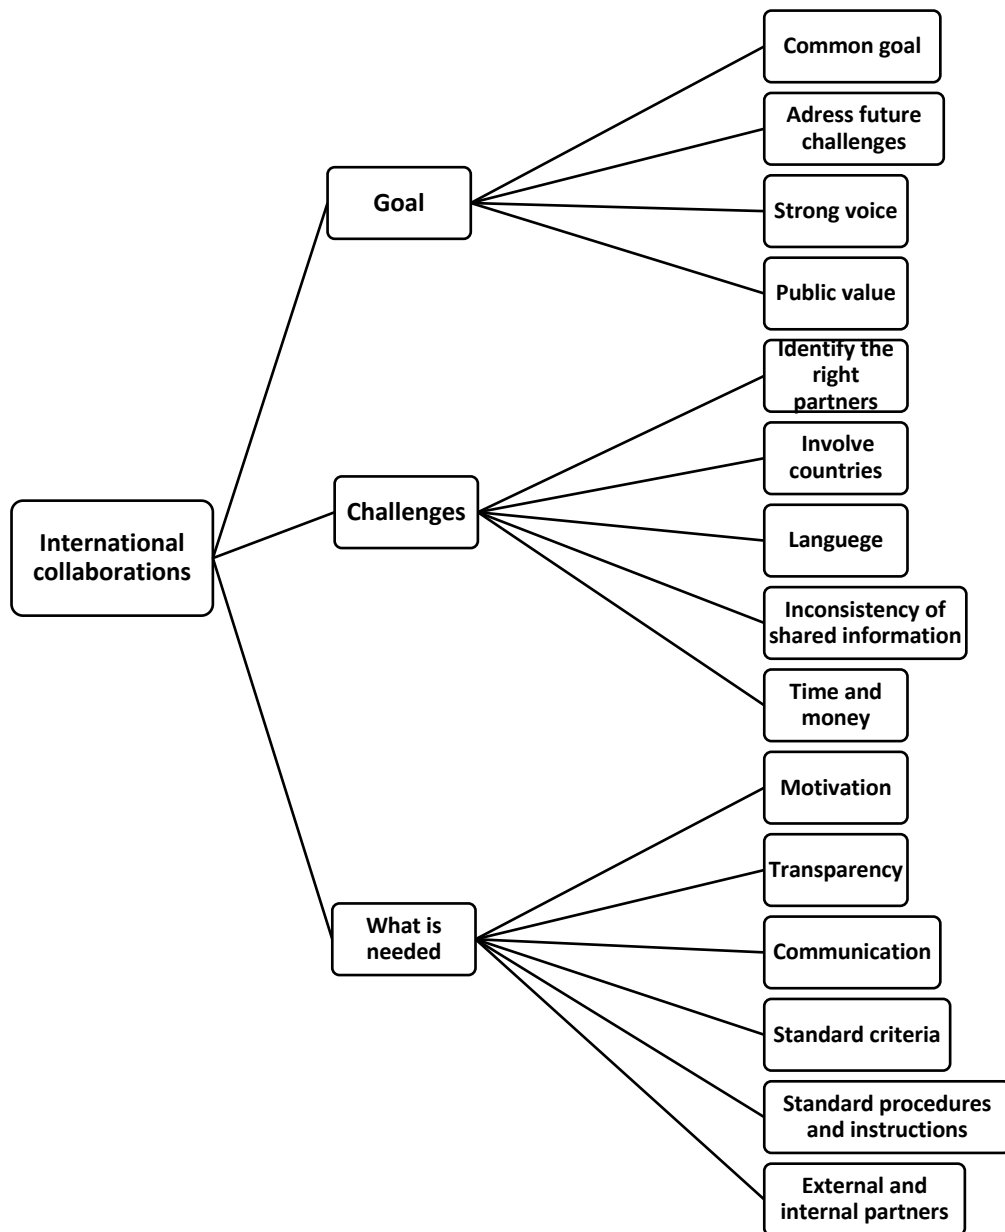 International
collaborations
Goal
Common goal
Adress future
challenges
Strong voice
Public value
Challenges
Identify the
right
partners
Involve
countries
Languege
Inconsistency of
shared information
Time and
money
What is
needed
Motivation
Transparency
Communication
Standard criteria
Standard procedures
and instructions
External and
internal partners